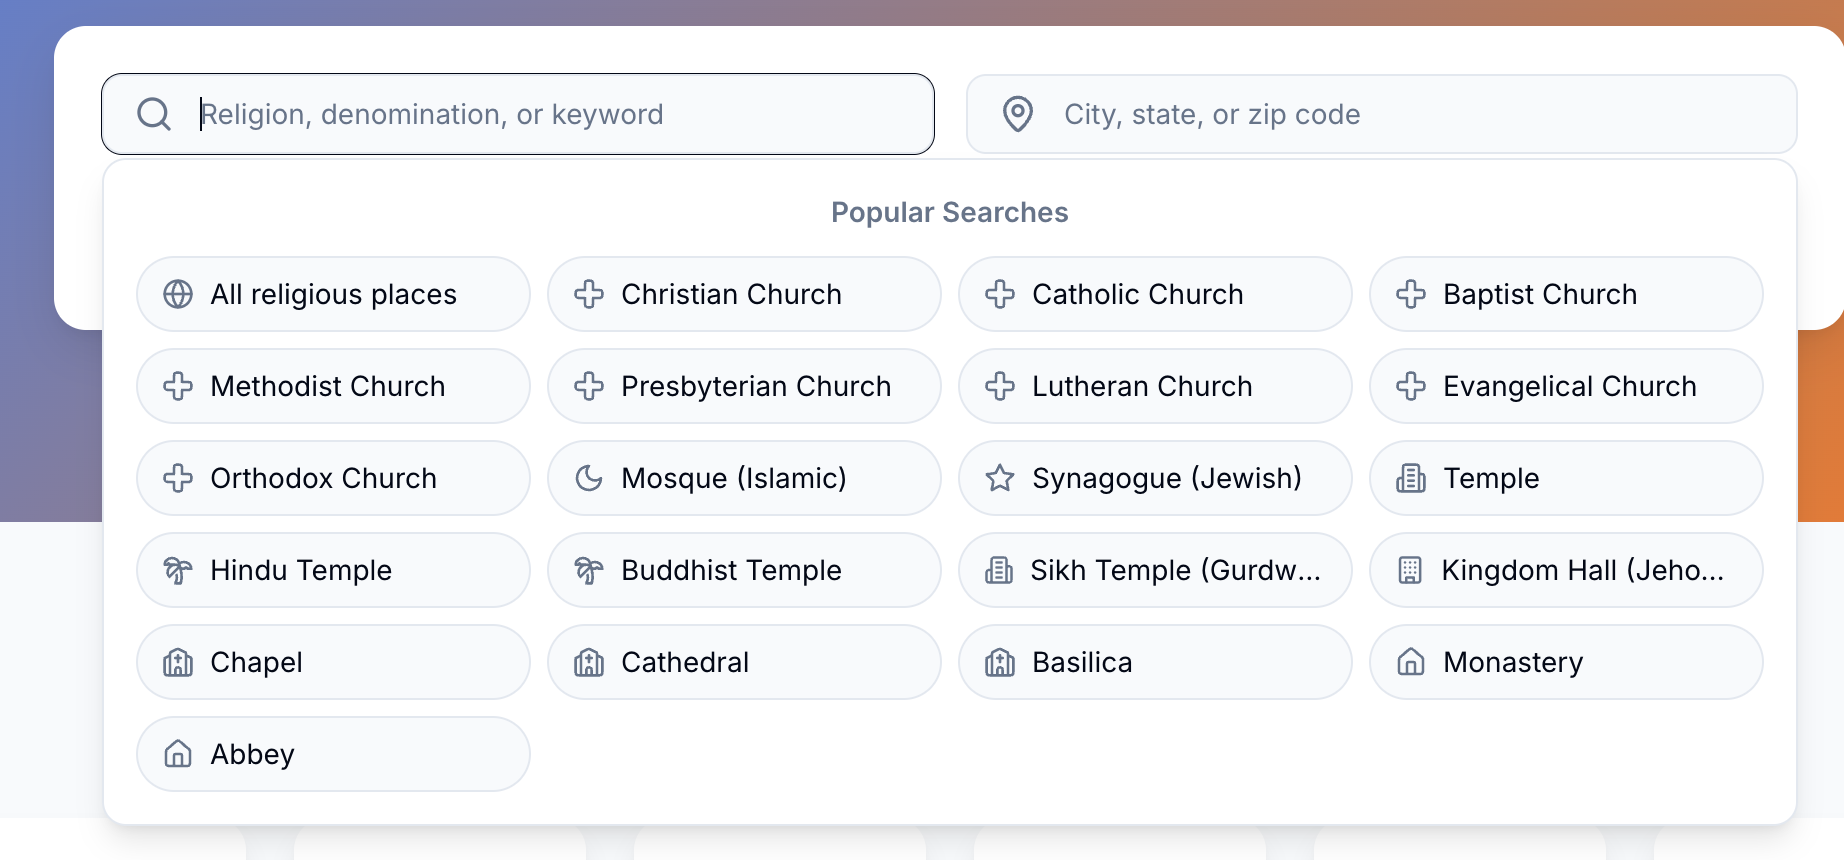 Religion, denomination, or keyword
City, state, or zip code
Popular Searches
All religious places
Christian Church
Catholic Church
Baptist Church
Methodist Church
Presbyterian Church
Lutheran Church
Evangelical Church
Orthodox Church
Mosque (Islamic)
Synagogue (Jewish)
Temple
Hindu Temple
Buddhist Temple
Sikh Temple (Gurdw...
Kingdom Hall (Jeho...
Chapel
Cathedral
Basilica
Monastery
Abbey